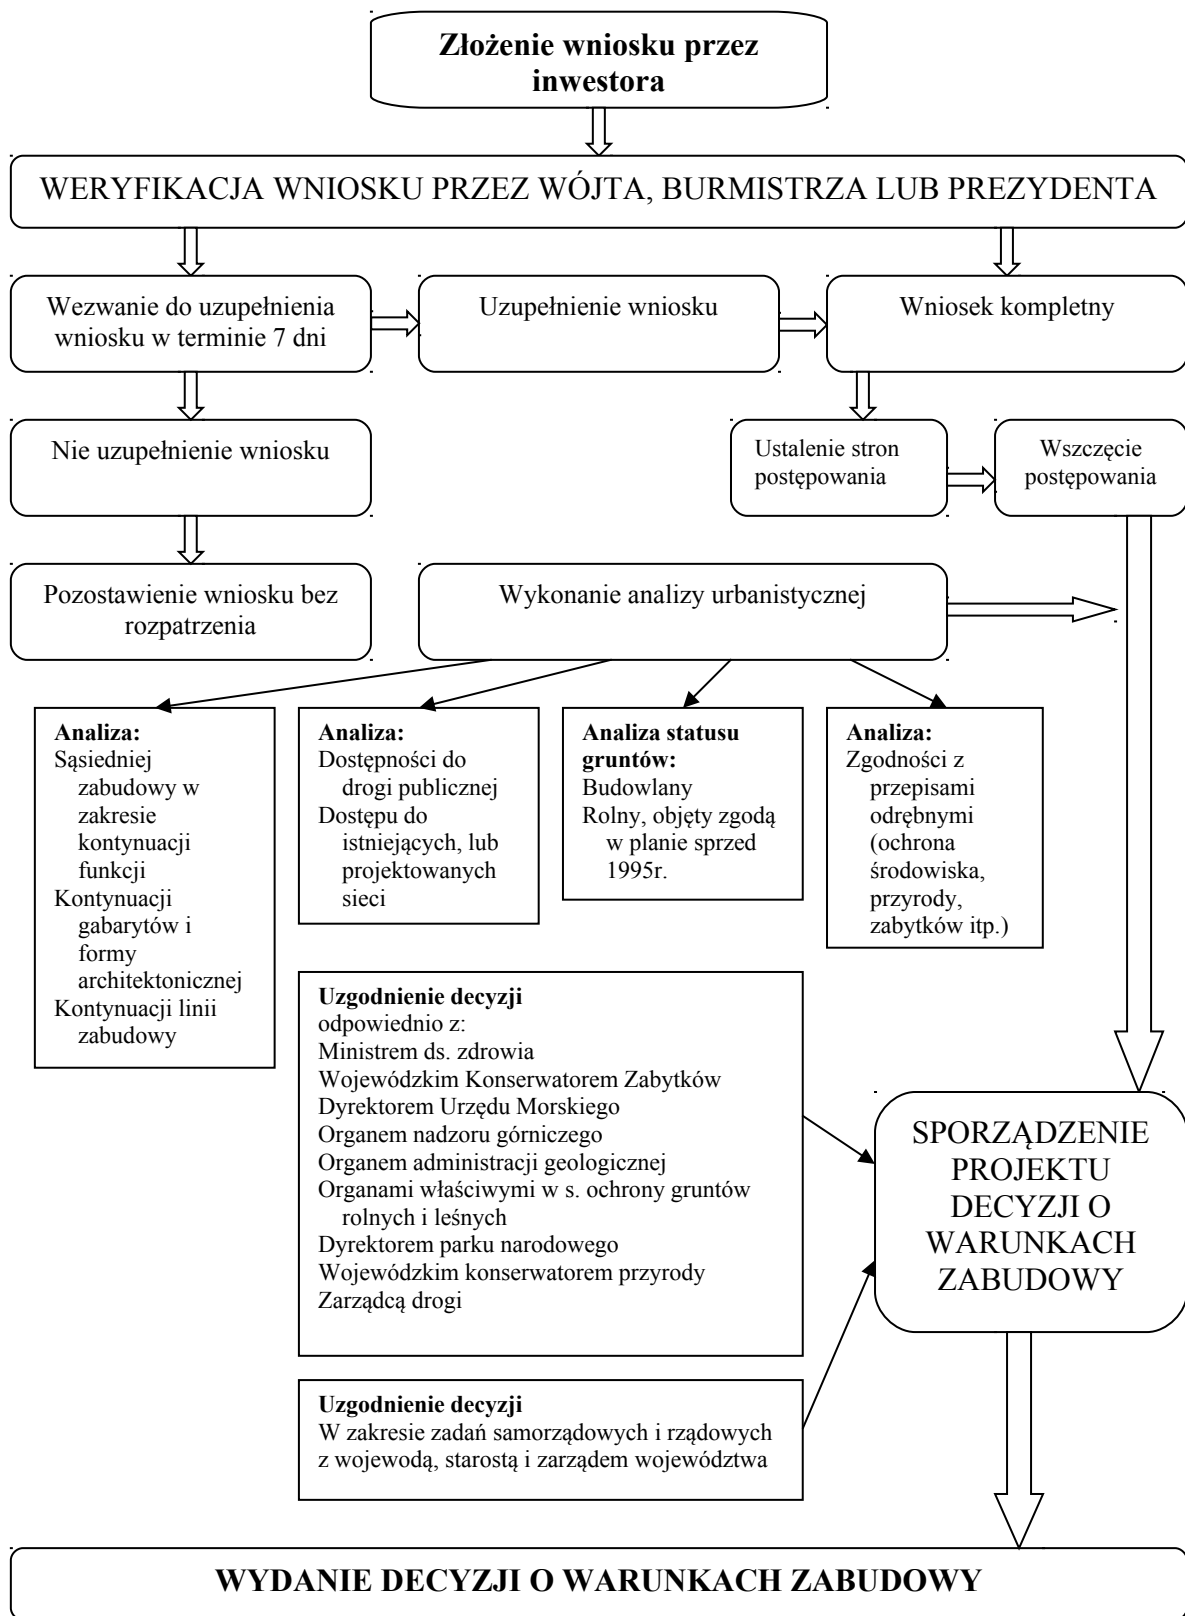 Złożenie wniosku przez
inwestora
WERYFIKACJA WNIOSKU PRZEZ WÓJTA, BURMISTRZA LUB PREZYDENTA
Wezwanie do uzupełnienia
wniosku w terminie 7 dni
Uzupełnienie wniosku
Wniosek kompletny
Nie uzupełnienie wniosku
Ustalenie stron
postępowania
Wszczęcie
postępowania
Pozostawienie wniosku bez
rozpatrzenia
Wykonanie analizy urbanistycznej
Analiza:
Sąsiedniej
zabudowy w
zakresie
kontynuacji
funkcji
Kontynuacji
gabarytów i
formy
architektonicznej
Kontynuacji linii
zabudowy
Analiza:
Dostępności do
drogi publicznej
Dostępu do
istniejących, lub
projektowanych
sieci
Analiza statusu
gruntów:
Budowlany
Rolny, objęty zgodą
w planie sprzed
1995r.
Analiza:
Zgodności z
przepisami
odrębnymi
(ochrona
środowiska,
przyrody,
zabytków itp.)
Uzgodnienie decyzji
odpowiednio z:
Ministrem ds. zdrowia
Wojewódzkim Konserwatorem Zabytków
Dyrektorem Urzędu Morskiego
Organem nadzoru górniczego
Organem administracji geologicznej
Organami właściwymi w s. ochrony gruntów
rolnych i leśnych
Dyrektorem parku narodowego
Wojewódzkim konserwatorem przyrody
Zarządcą drogi
SPORZĄDZENIE
PROJEKTU
DECYZJI O
WARUNKACH
ZABUDOWY
Uzgodnienie decyzji
W zakresie zadań samorządowych i rządowych
z wojewodą, starostą i zarządem województwa
WYDANIE DECYZJI O WARUNKACH ZABUDOWY